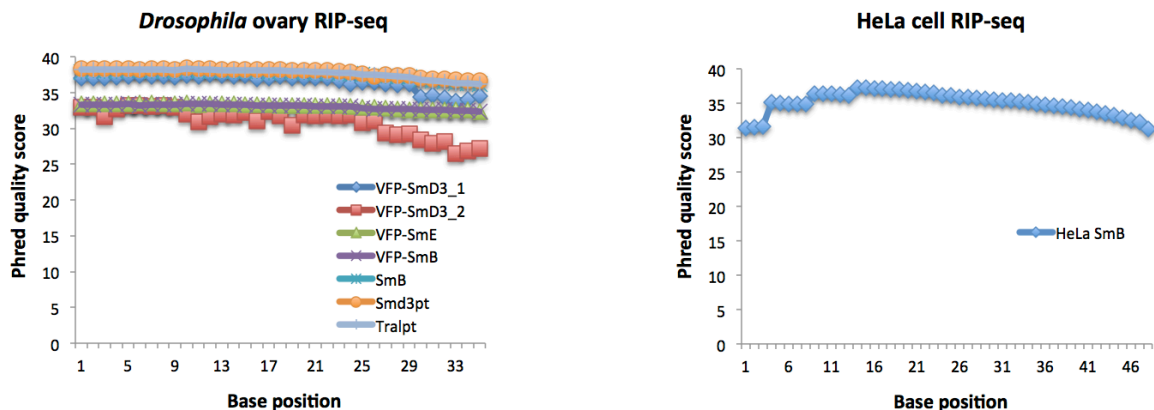 Drosophila ovary RIP-seq
40
35
30
25
20
15
10
5
0
Phred quality score
VFP-SmD3_1
VFP-SmD3_2
VFP-SmE
VFP-SmB
SmB
Smd3pt
Tralpt
1 5 9 13 17 21 25 29 33
Base position
HeLa cell RIP-seq
40
35
30
25
20
15
10
5
0
Phred quality score
HeLa SmB
1 6 11 16 21 26 31 36 41 46
Base position